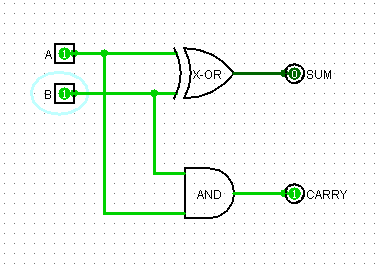 A 1
X-OR
0 SUM
B 1
AND
1 CARRY